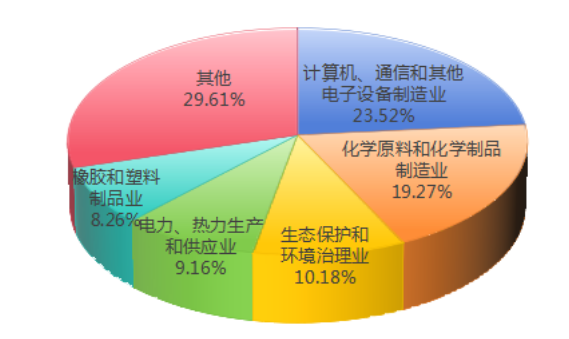 其他
29.61%
计算机、通信和其他
电子设备制造业
23.52%
化学原料和化学制品
制造业
19.27%
橡胶和塑料
制品业
8.26%
电力、热力生产
和供应业
9.16%
生态保护和
环境治理业
10.18%